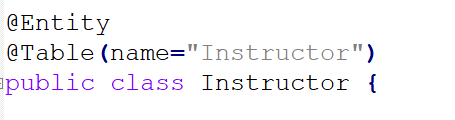 @Entity
@Table(name="Instructor")
public class Instructor {